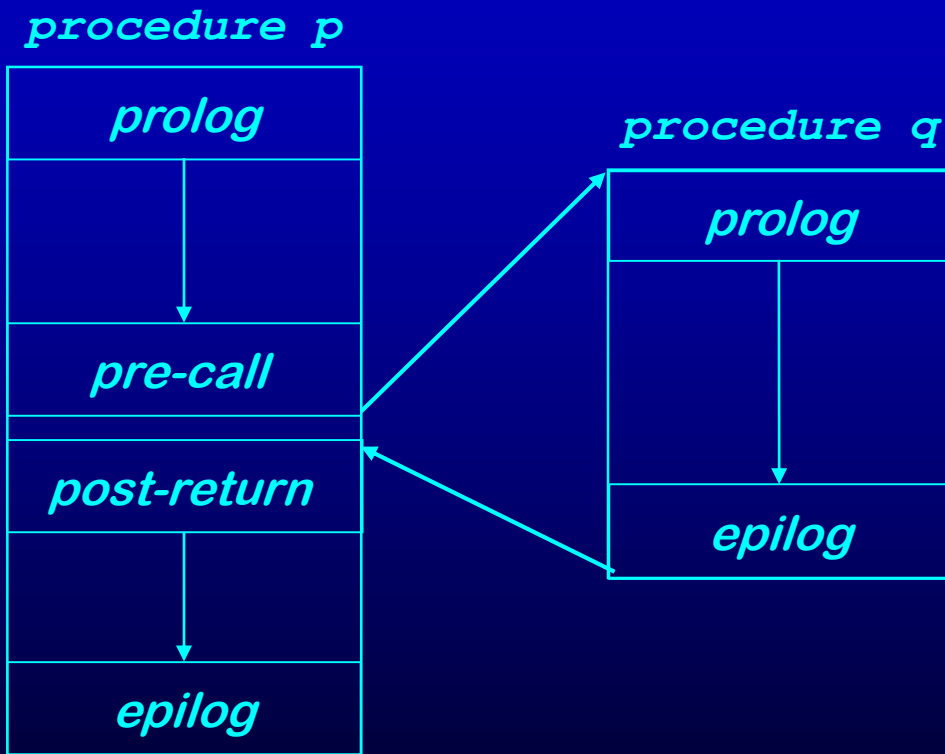 procedure p
prolog
pre-call
post-return
epilog
procedure q
prolog
epilog